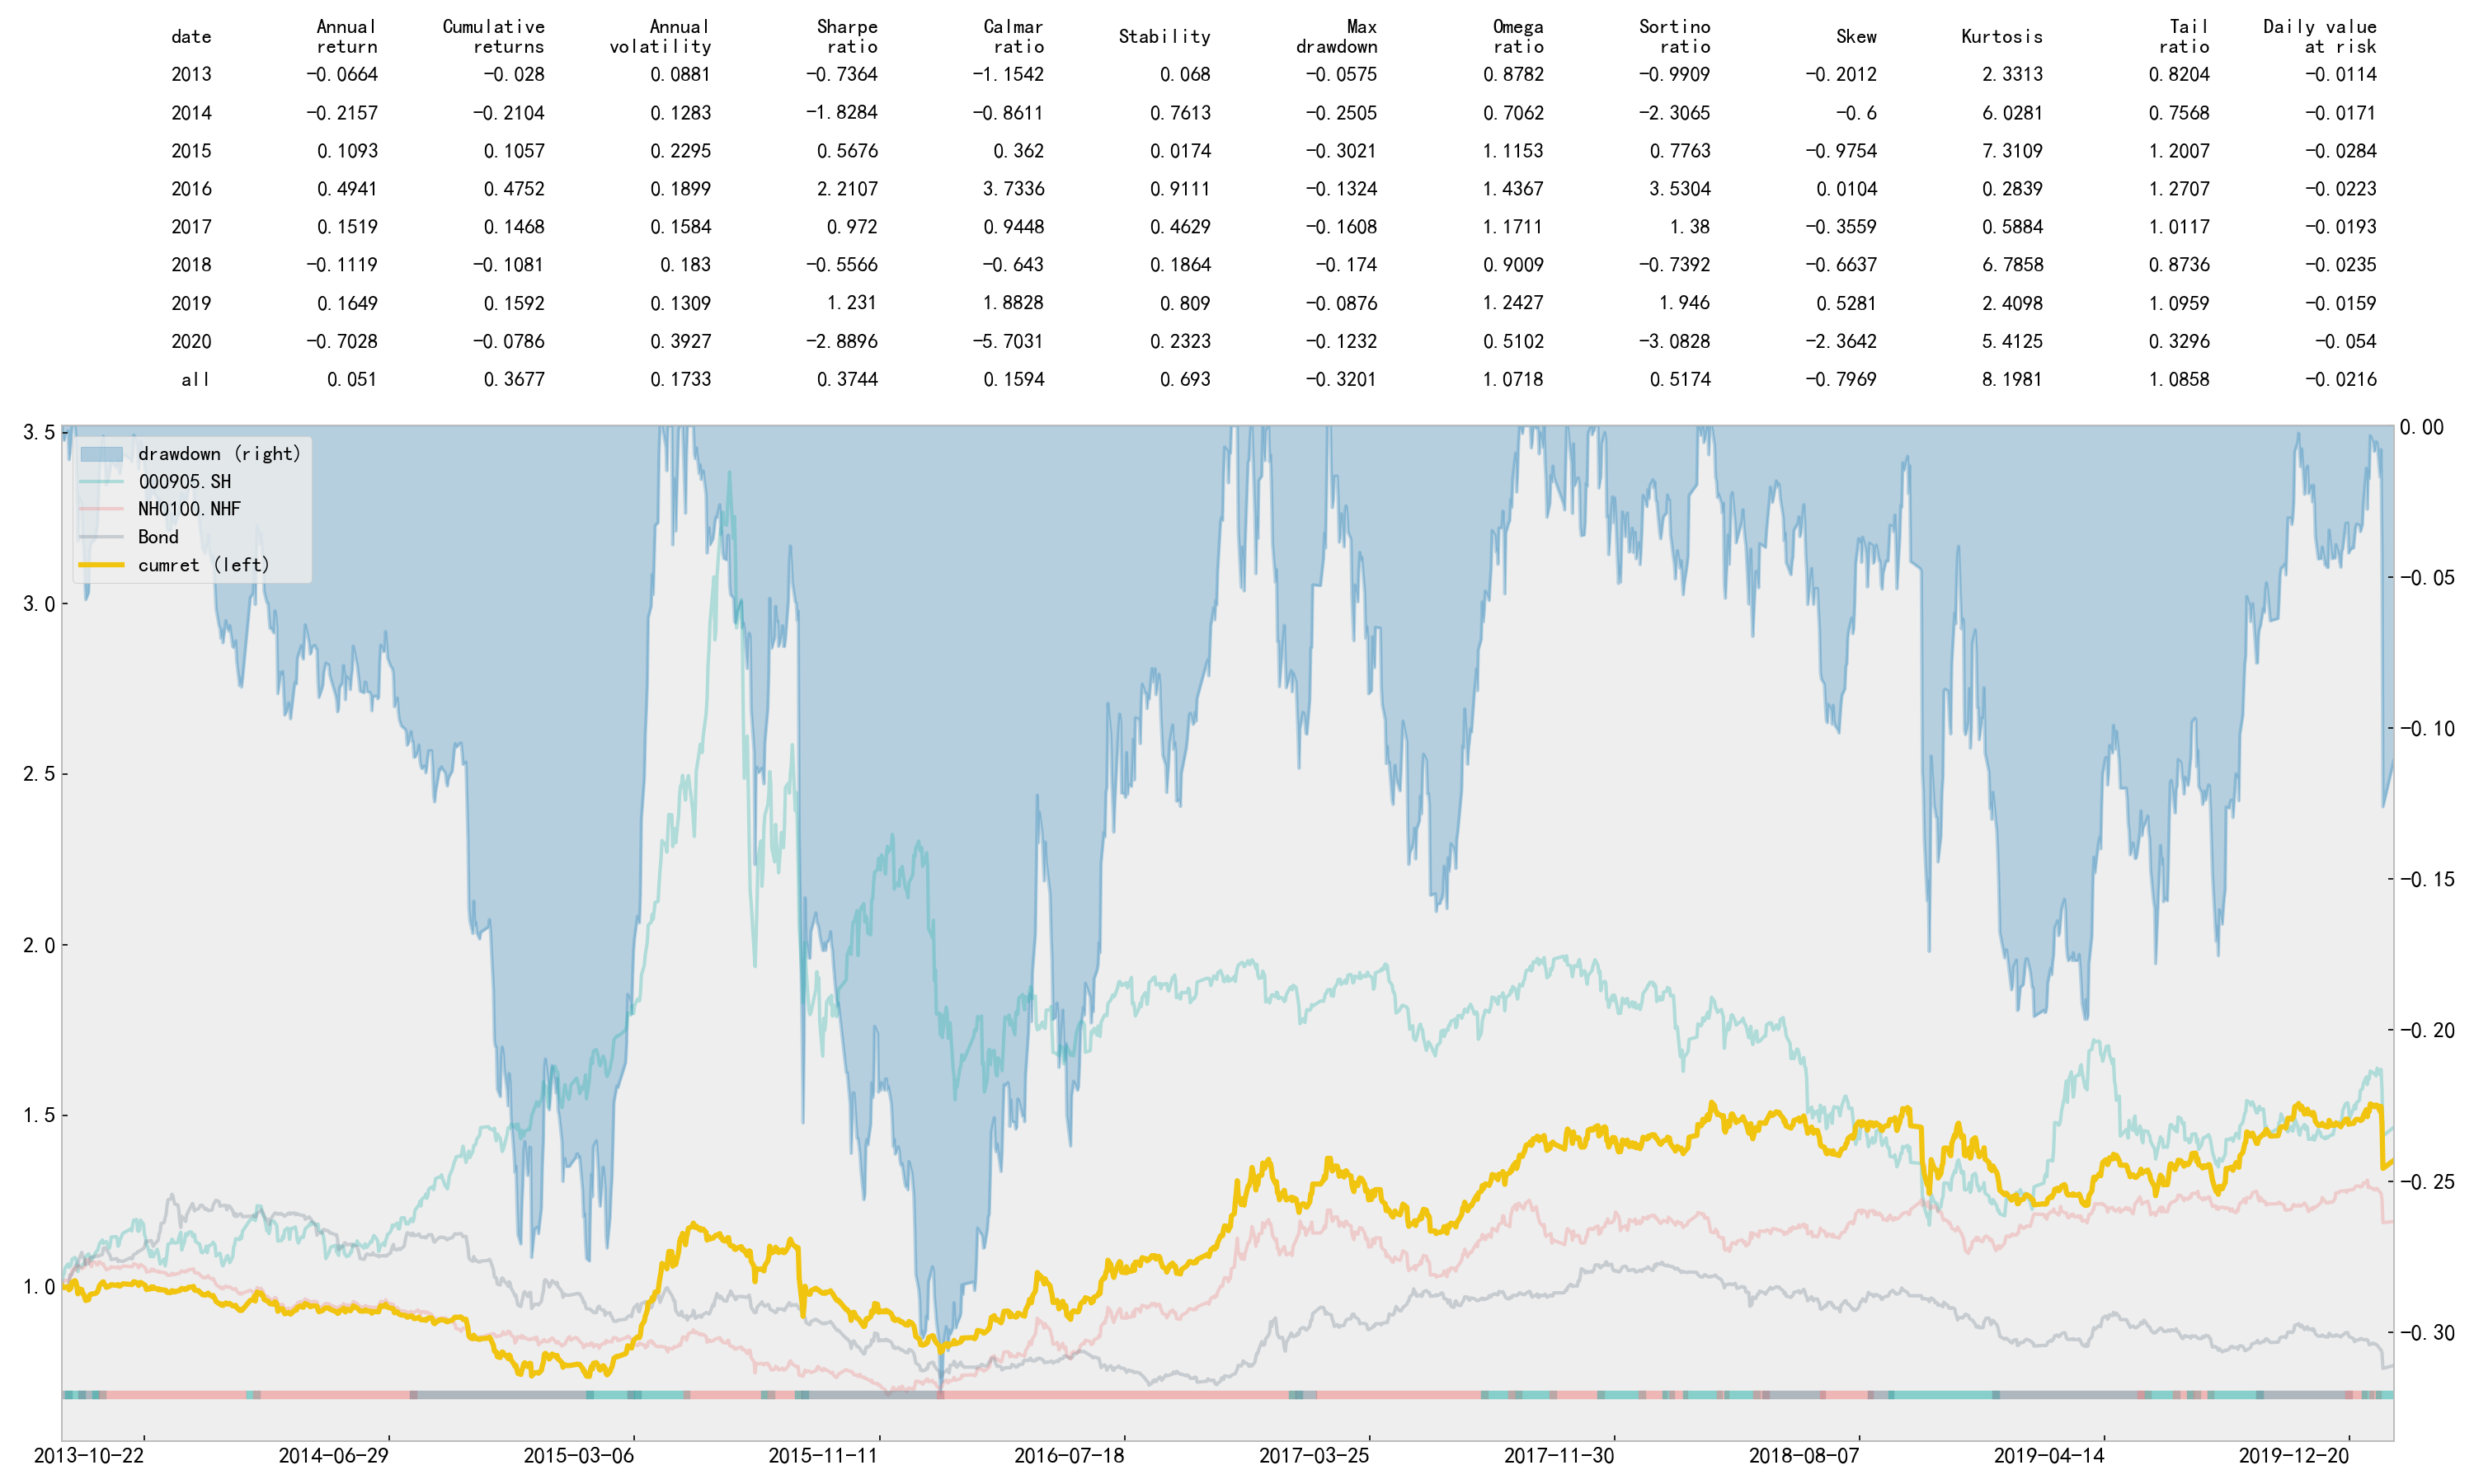 date Annual return Cumulative returns Annual volatility Sharpe ratio Calmar ratio Stability Max drawdown Omega ratio Sortino ratio Skew Kurtosis Tail ratio Daily value at risk
2013 -0.0664 -0.028 0.0881 -0.7364 -1.1542 0.068 -0.0575 0.8782 -0.9909 -0.2012 2.3313 0.8204 -0.0114
2014 -0.2157 -0.2104 0.1283 -1.8284 -0.8611 0.7613 -0.2505 0.7062 -2.3065 -0.6 6.0281 0.7568 -0.0171
2015 0.1093 0.1057 0.2295 0.5676 0.362 0.0174 -0.3021 1.1153 0.7763 -0.9754 7.3109 1.2007 -0.0284
2016 0.4941 0.4752 0.1899 2.2107 3.7336 0.9111 -0.1324 1.4367 3.5304 0.0104 0.2839 1.2707 -0.0223
2017 0.1519 0.1468 0.1584 0.972 0.9448 0.4629 -0.1608 1.1711 1.38 -0.3559 0.5884 1.0117 -0.0193
2018 -0.1119 -0.1081 0.183 -0.5566 -0.643 0.1864 -0.174 0.9009 -0.7392 -0.6637 6.7858 0.8736 -0.0235
2019 0.1649 0.1592 0.1309 1.231 1.8828 0.809 -0.0876 1.2427 1.946 0.5281 2.4098 1.0959 -0.0159
2020 -0.7028 -0.0786 0.3927 -2.8896 -5.7031 0.2323 -0.1232 0.5102 -3.0828 -2.3642 5.4125 0.3296 -0.054
all 0.051 0.3677 0.1733 0.3744 0.1594 0.693 -0.3201 1.0718 0.5174 -0.7969 8.1981 1.0858 -0.0216
3.5
3.0
2.5
2.0
1.5
1.0
drawdown (right)
000905.SH
NH0100.NHF
Bond
cumret (left)
0.00
-0.05
-0.10
-0.15
-0.20
-0.25
-0.30
2013-10-22 2014-06-29 2015-03-06 2015-11-11 2016-07-18 2017-03-25 2017-11-30 2018-08-07 2019-04-14 2019-12-20